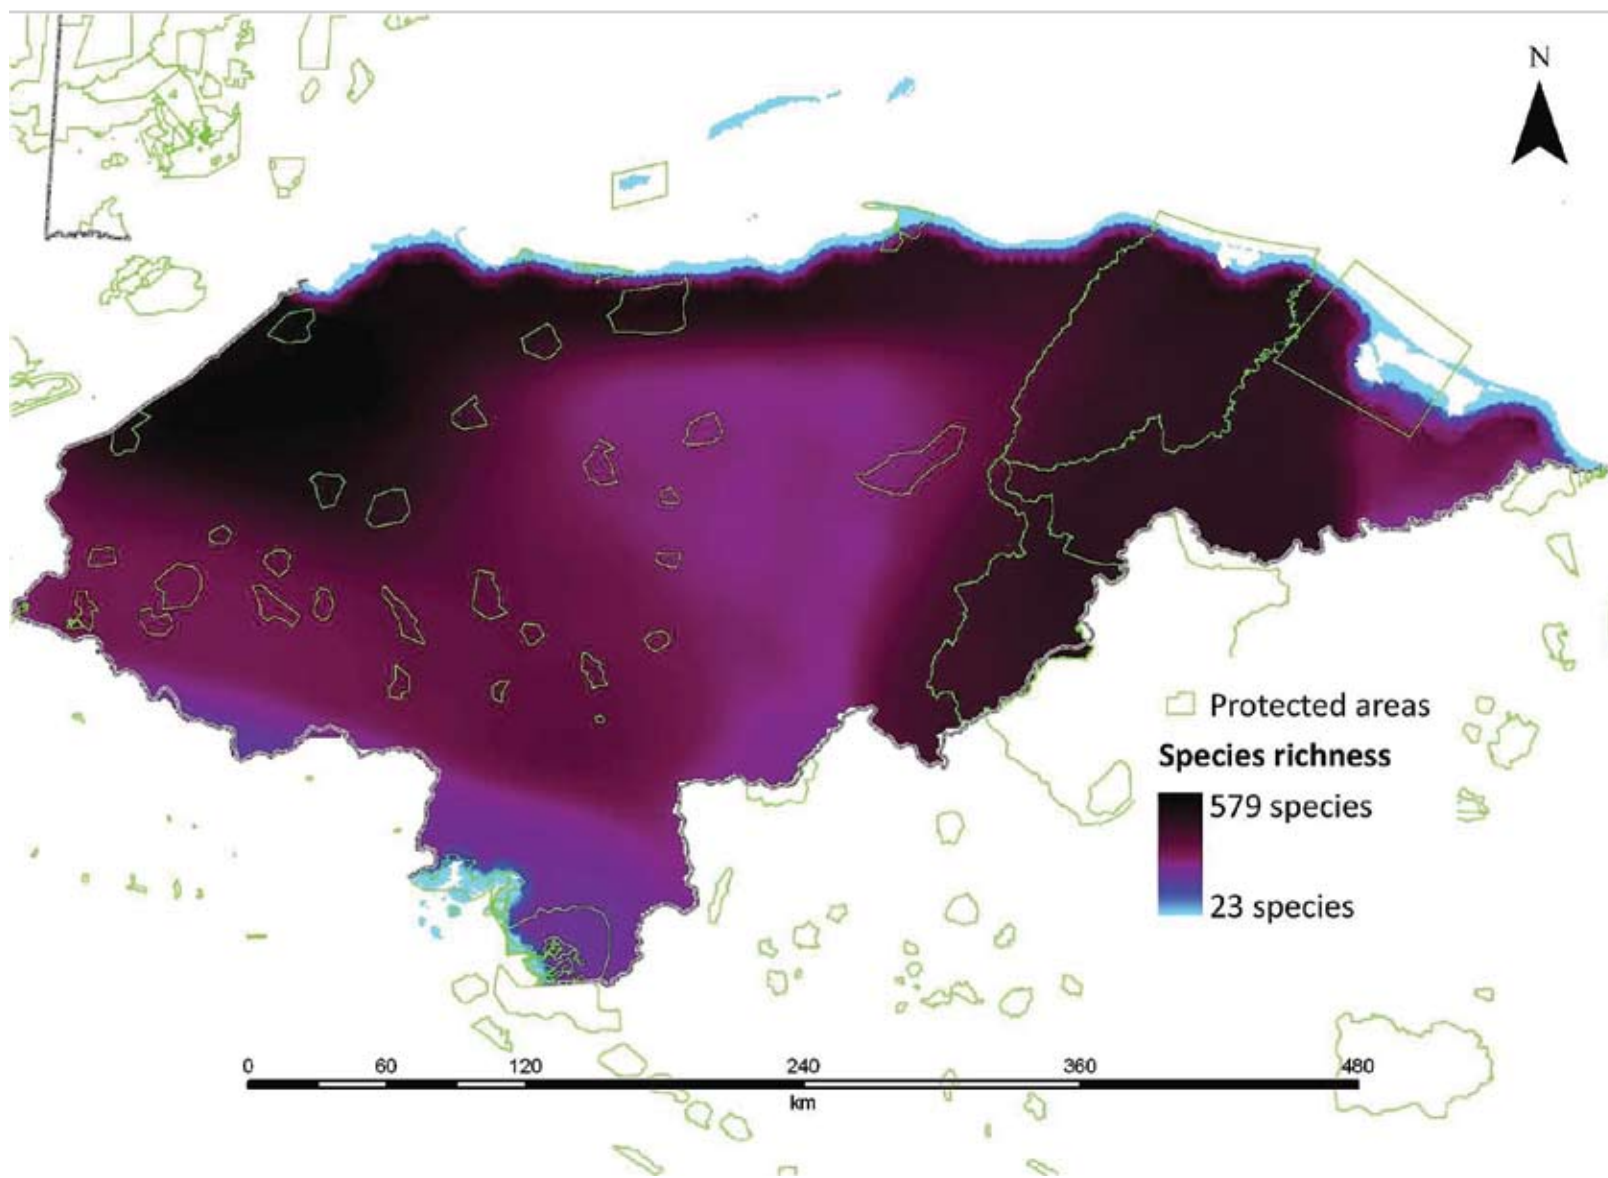 N
Protected areas
Species richness
579 species
23 species
0 60 120 240 360 480
km